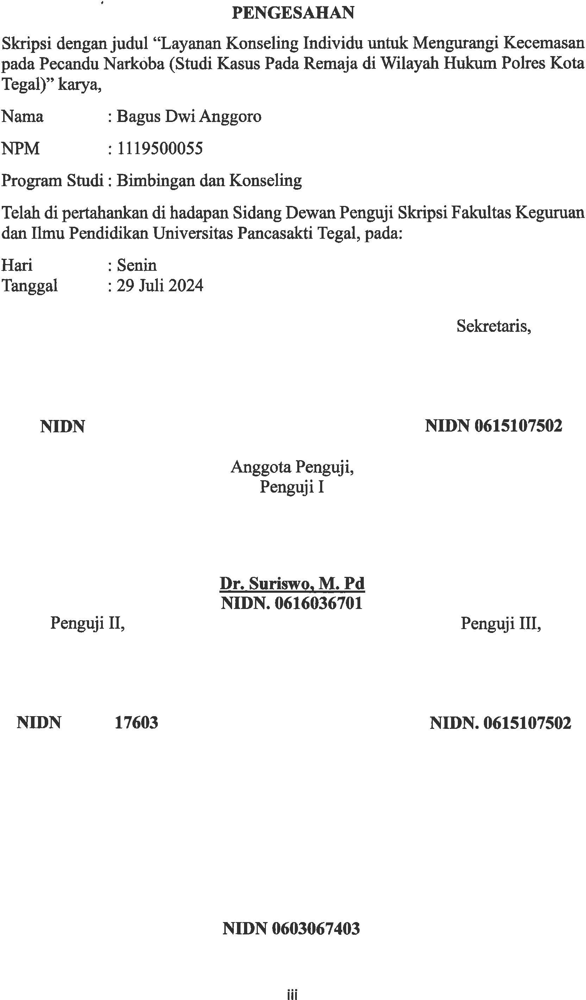 PENGESAHAN
Skripsi dengan judul “Layanan Konseling Individu untuk Mengurangi Kecemasan
pada Pecandu Narkoba (Studi Kasus Pada Remaja di Wilayah Hukum Polres Kota
Tegal)” karya,
Nama : Bagus Dwi Anggoro
NPM : 1119500055
Program Studi : Bimbingan dan Konseling
Telah di pertahankan di hadapan Sidang Dewan Penguji Skripsi Fakultas Keguruan
dan Ilmu Pendidikan Universitas Pancasakti Tegal, pada:
Hari : Senin
Tanggal : 29 Juli 2024
Sekretaris,
NIDN NIDN 0615107502
Anggota Penguji,
Penguji I
Dr. Suriswo, M. Pd
NIDN. 0616036701
Penguji II, Penguji III,
NIDN 17603 NIDN. 0615107502
NIDN 0603067403
iii